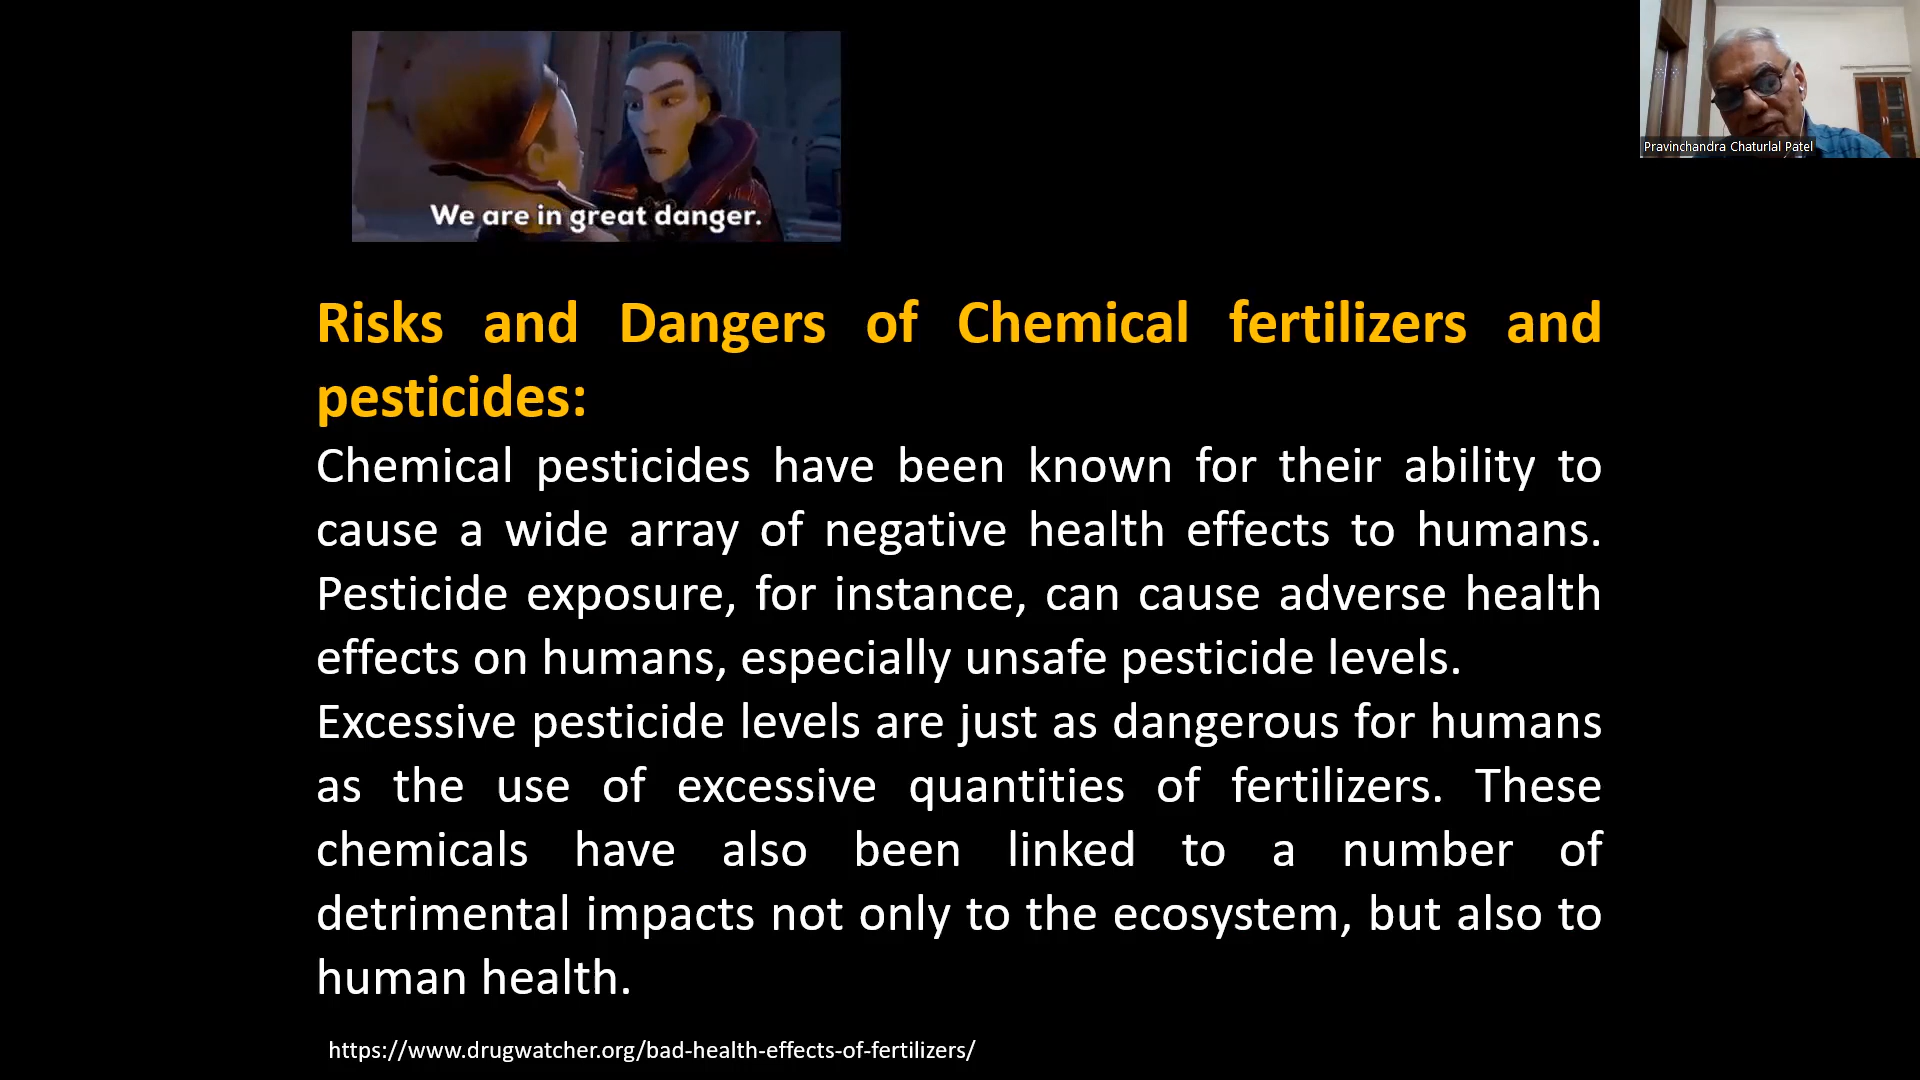 We are in great danger.
Pravinchandra Chaturlal Patel
Risks and Dangers of Chemical fertilizers and
pesticides:
Chemical pesticides have been known for their ability to
cause a wide array of negative health effects to humans.
Pesticide exposure, for instance, can cause adverse health
effects on humans, especially unsafe pesticide levels.
Excessive pesticide levels are just as dangerous for humans
as the use of excessive quantities of fertilizers. These
chemicals have also been linked to a number of
detrimental impacts not only to the ecosystem, but also to
human health.
https://www.drugwatcher.org/bad-health-effects-of-fertilizers/